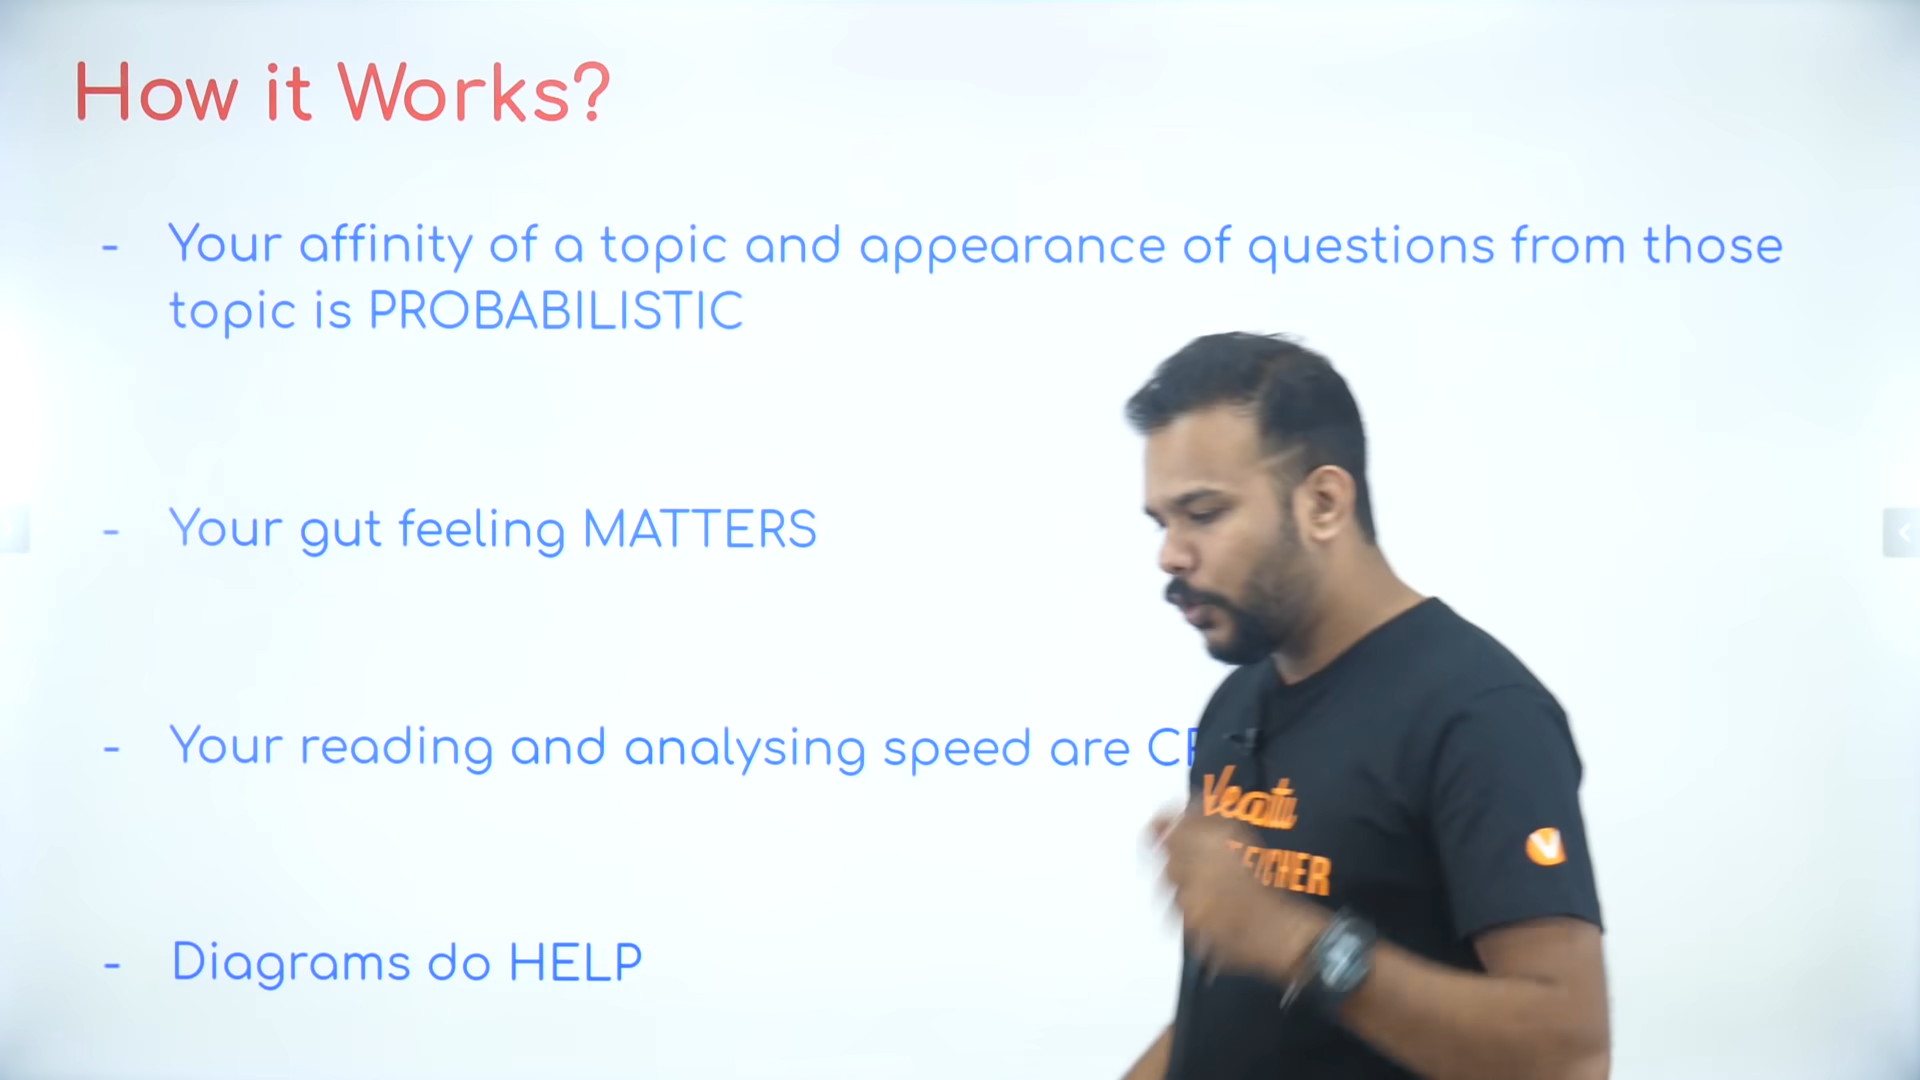 How it Works?
- Your affinity of a topic and appearance of questions from those
topic is PROBABILISTIC
- Your gut feeling MATTERS
- Your reading and analysing speed are
- Diagrams do HELP
V